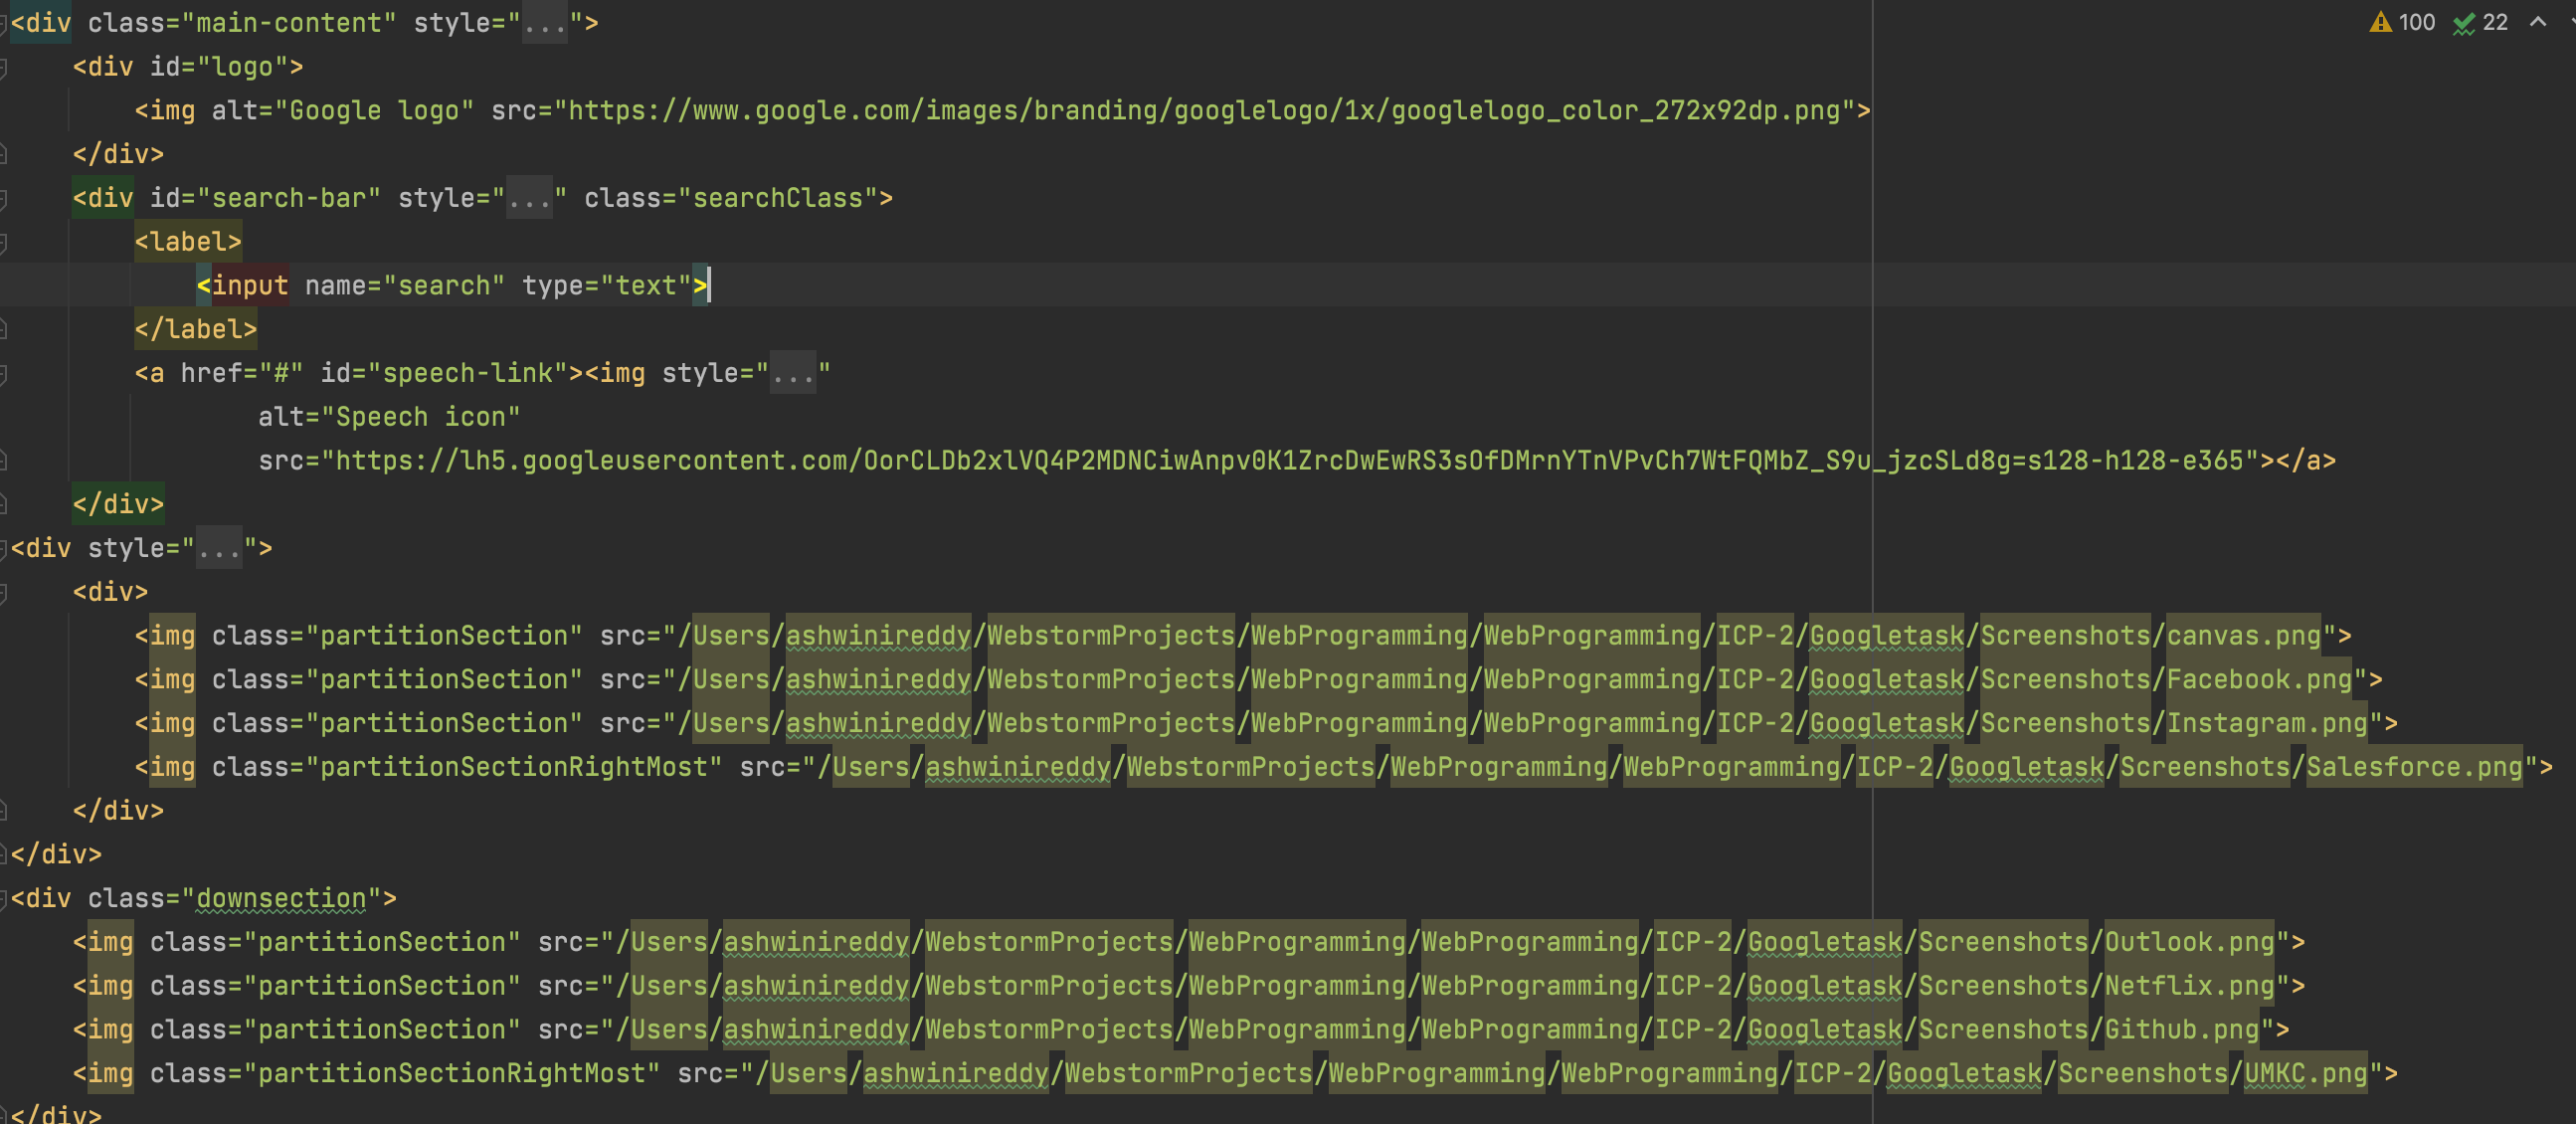 <div class="main-content" style="..."> 100 22
<div id="logo">
<img alt="Google logo" src="https://www.google.com/images/branding/googlelogo/1x/googlelogo_color_272x92dp.png">
</div>
<div id="search-bar" style="..." class="searchClass">
<label>
<input name="search" type="text">
</label>
<a href="#" id="speech-link"><img style="..."
alt="Speech icon"
src="https://lh5.googleusercontent.com/OorCLDb2xlVQ4P2MDNCiwAnpv0K1ZrcDwEwRS3sOfDMrnYTnVPvCh7WtFQMbZ_S9u_jzcSLd8g=s128-h128-e365"></a>
</div>
<div style="...">
<div>
<img class="partitionSection" src="/Users/ashwinireddy/WebstormProjects/WebProgramming/WebProgramming/ICP-2/Googletask/Screenshots/canvas.png">
<img class="partitionSection" src="/Users/ashwinireddy/WebstormProjects/WebProgramming/WebProgramming/ICP-2/Googletask/Screenshots/Facebook.png">
<img class="partitionSection" src="/Users/ashwinireddy/WebstormProjects/WebProgramming/WebProgramming/ICP-2/Googletask/Screenshots/Instagram.png">
<img class="partitionSectionRightMost" src="/Users/ashwinireddy/WebstormProjects/WebProgramming/WebProgramming/ICP-2/Googletask/Screenshots/Salesforce.png">
</div>
</div>
<div class="downsection">
<img class="partitionSection" src="/Users/ashwinireddy/WebstormProjects/WebProgramming/WebProgramming/ICP-2/Googletask/Screenshots/Outlook.png">
<img class="partitionSection" src="/Users/ashwinireddy/WebstormProjects/WebProgramming/WebProgramming/ICP-2/Googletask/Screenshots/Netflix.png">
<img class="partitionSection" src="/Users/ashwinireddy/WebstormProjects/WebProgramming/WebProgramming/ICP-2/Googletask/Screenshots/Github.png">
<img class="partitionSectionRightMost" src="/Users/ashwinireddy/WebstormProjects/WebProgramming/WebProgramming/ICP-2/Googletask/Screenshots/UMKC.png">
</div>